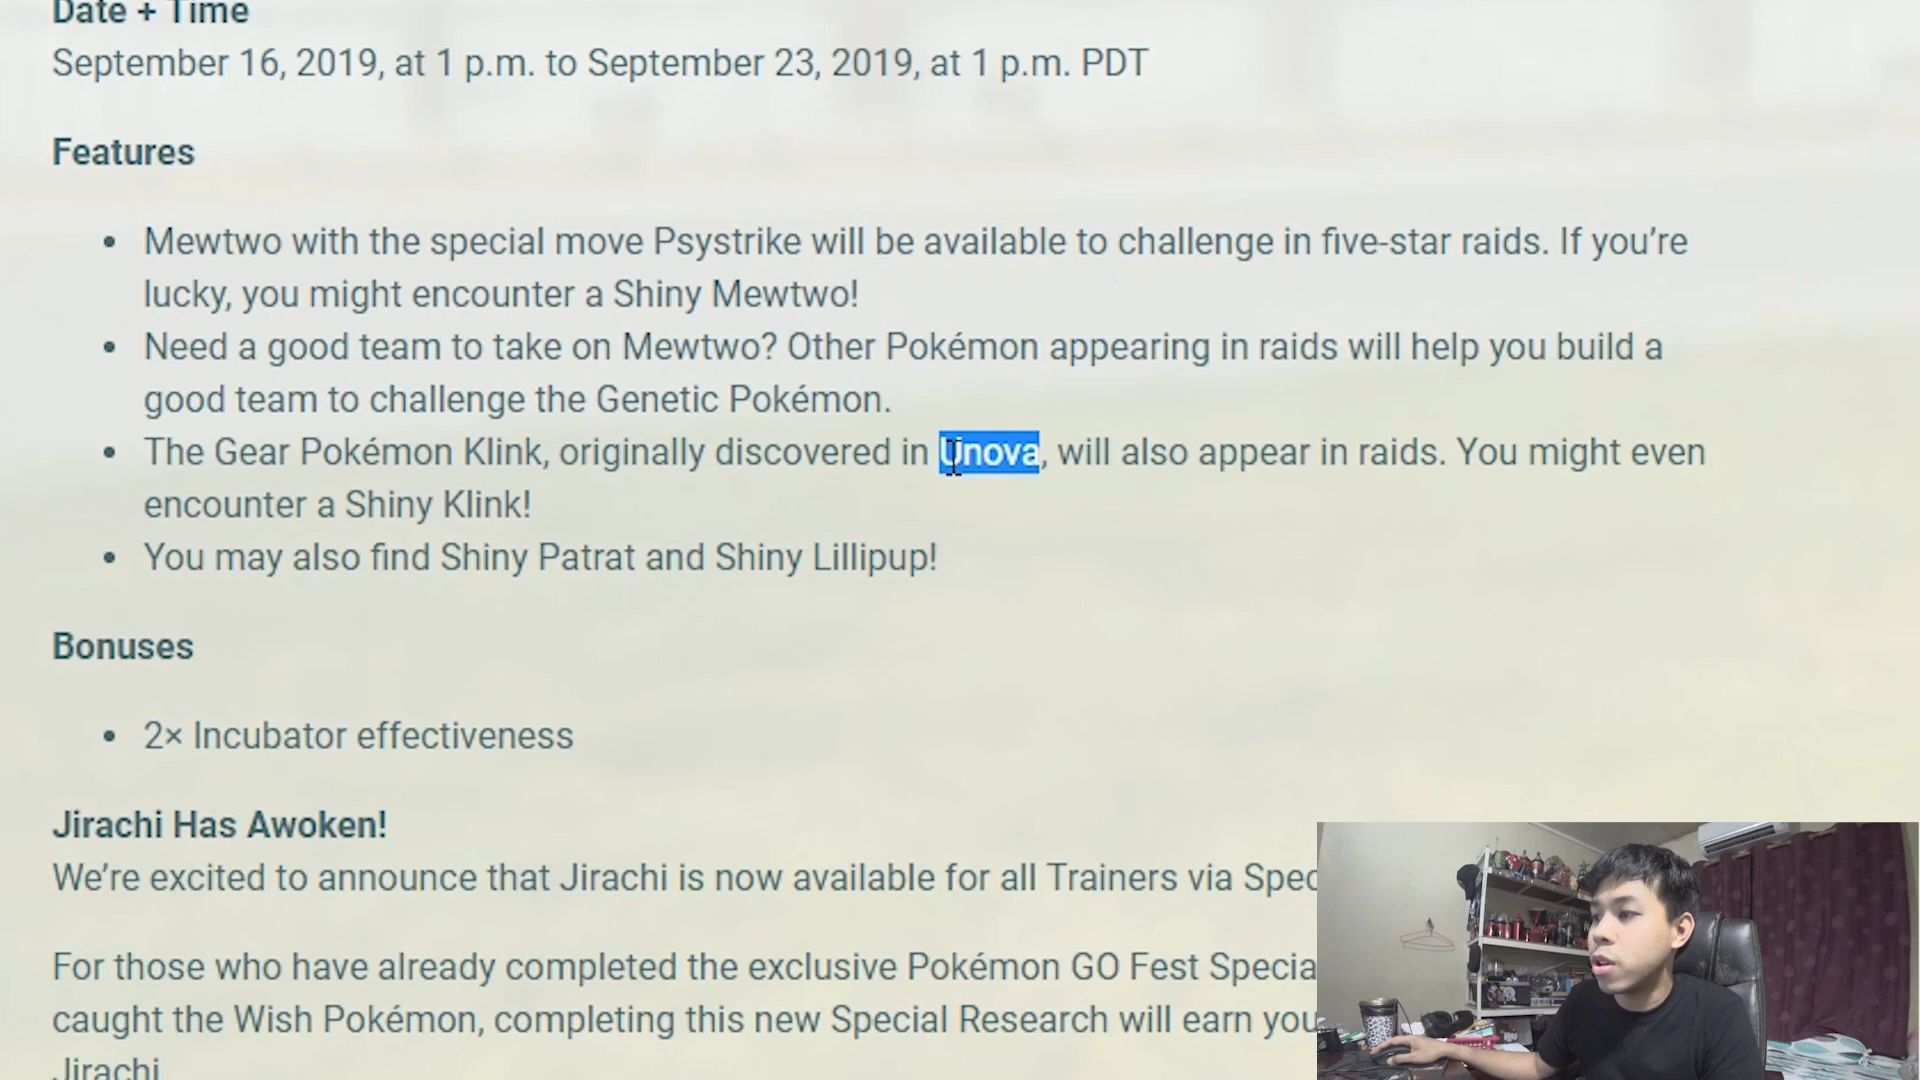 Date + Time
September 16, 2019, at 1 p.m. to September 23, 2019, at 1 p.m. PDT
Features
• Mewtwo with the special move Psystrike will be available to challenge in five-star raids. If you’re
lucky, you might encounter a Shiny Mewtwo!
• Need a good team to take on Mewtwo? Other Pokémon appearing in raids will help you build a
good team to challenge the Genetic Pokémon.
• The Gear Pokémon Klink, originally discovered in Unova, will also appear in raids. You might even
encounter a Shiny Klink!
• You may also find Shiny Patrat and Shiny Lillipup!
Bonuses
• 2× Incubator effectiveness
Jirachi Has Awoken!
We’re excited to announce that Jirachi is now available for all Trainers via Spec
For those who have already completed the exclusive Pokémon GO Fest Specia
caught the Wish Pokémon, completing this new Special Research will earn you
Jirachi